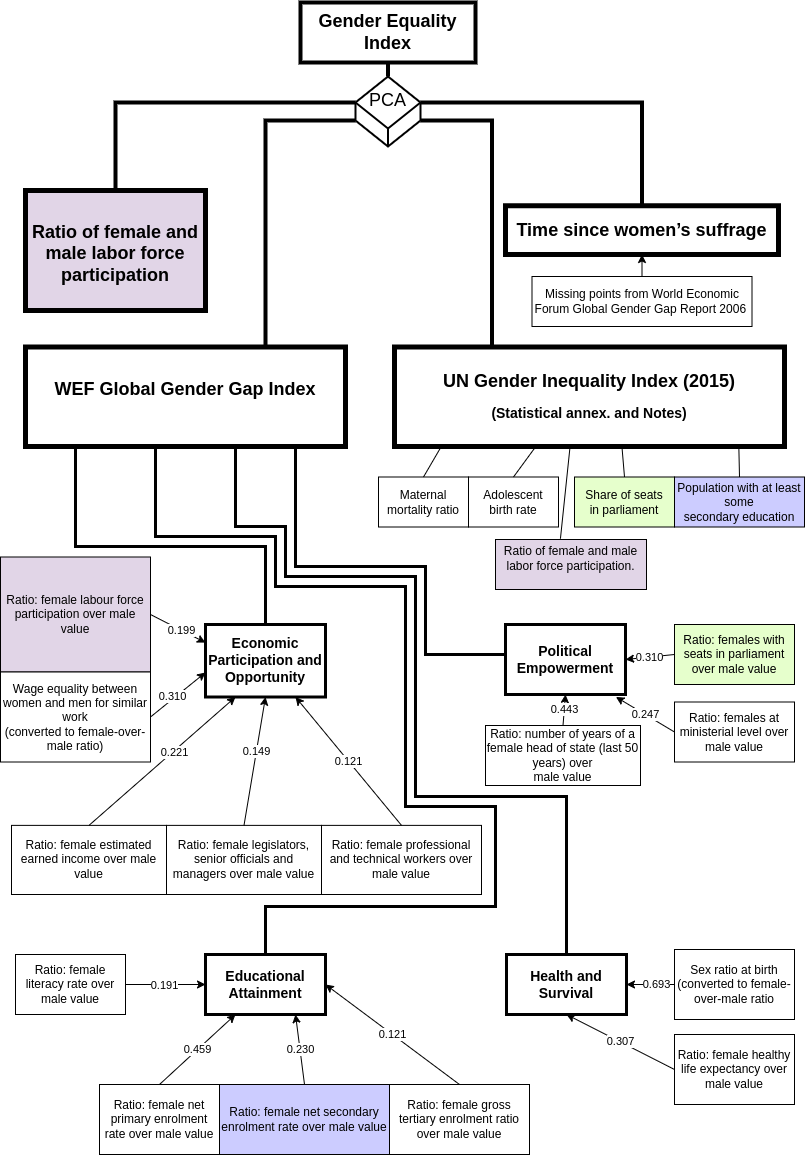 Gender Equality
Index
PCA
Ratio of female and
male labor force
participation
Time since women's suffrage
Missing points from World Economic
Forum Global Gender Gap Report 2006
WEF Global Gender Gap Index
UN Gender Inequality Index (2015)
(Statistical annex. and Notes)
Maternal
mortality ratio
Adolescent
birth rate
Share of seats
in parliament
Population with at least
some
secondary education
Ratio of female and male
labor force participation.
Ratio: female labour force
participation over male
value
0.199
Wage equality between
women and men for similar
work
(converted to female-over-
male ratio)
0.310
Economic
Participation and
Opportunity
0.221
0.149
0.121
Ratio: female estimated
earned income over male
value
Ratio: female legislators,
senior officials and
managers over male value
Ratio: female professional
and technical workers over
male value
Political
Empowerment
0.310
Ratio: females with
seats in parliament
over male value
0.443
0.247
Ratio: number of years of a
female head of state (last 50
years) over
male value
Ratio: females at
ministerial level over
male value
Ratio: female
literacy rate over
male value
0.191
Educational
Attainment
0.459
0.230
0.121
Ratio: female net
primary enrolment
rate over male value
Ratio: female net secondary
enrolment rate over male value
Ratio: female gross
tertiary enrolment ratio
over male value
Health and
Survival
0.693
Sex ratio at birth
(converted to female-
over-male ratio
0.307
Ratio: female healthy
life expectancy over
male value